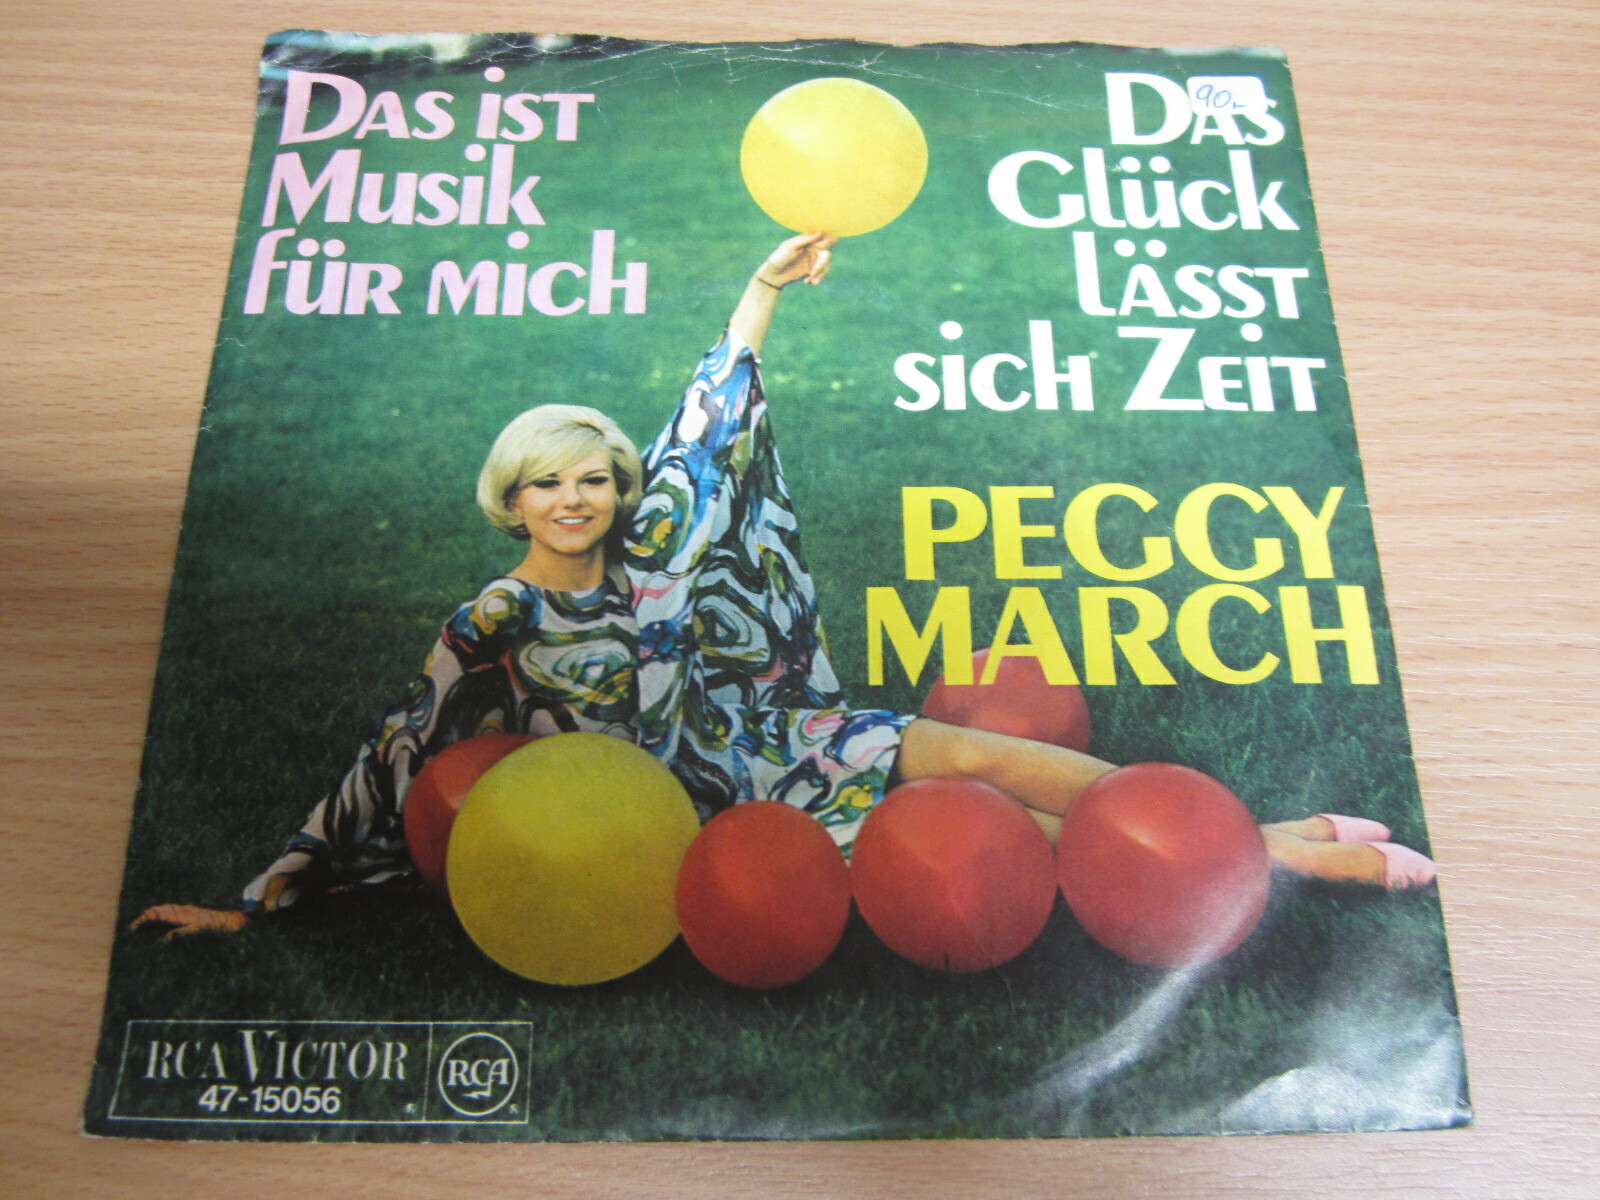 Das ist
Musik
für mich
Das
Glück
lässt
sich Zeit
90,-
PEGGY
MARCH
RCA VICTOR
47-15056
RCA